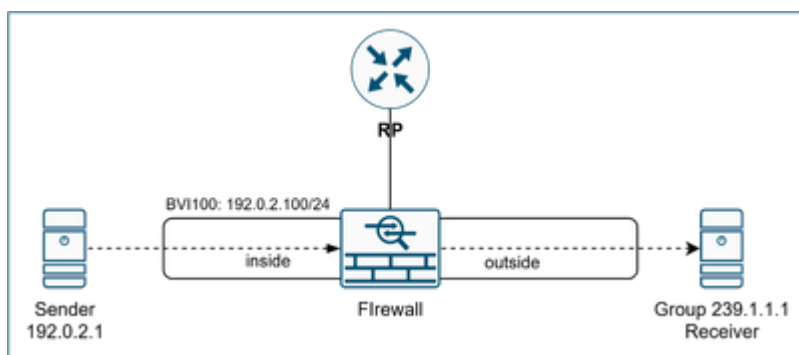 RP
BVI100: 192.0.2.100/24
inside
outside
Sender
192.0.2.1
FIrewall
Group 239.1.1.1
Receiver